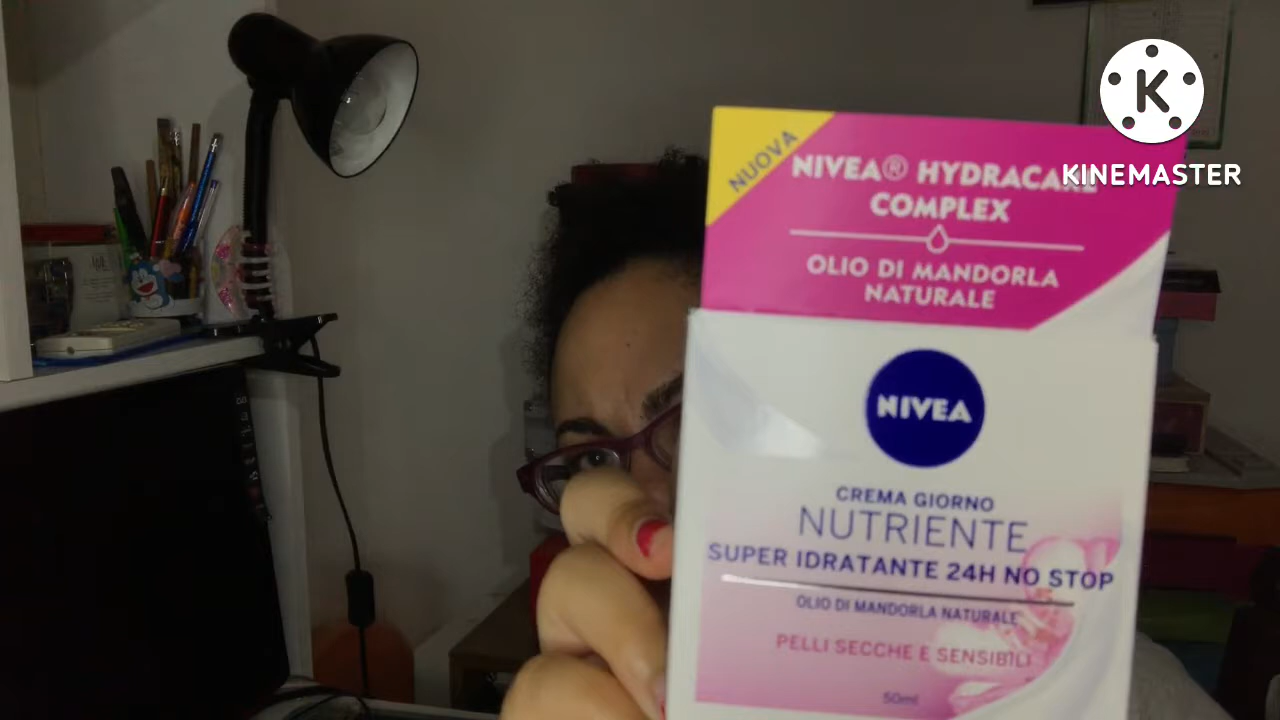 NUOVA
NIVEA® HYDRACARE
COMPLEX
OLIO DI MANDORLA
NATURALE
NIVEA
CREMA GIORNO
NUTRIENTE
SUPER IDRATANTE 24H NO STOP
OLIO DI MANDORLA NATURALE
PELLI SECCHE E SENSIBILI
50ml
K
KINEMASTER